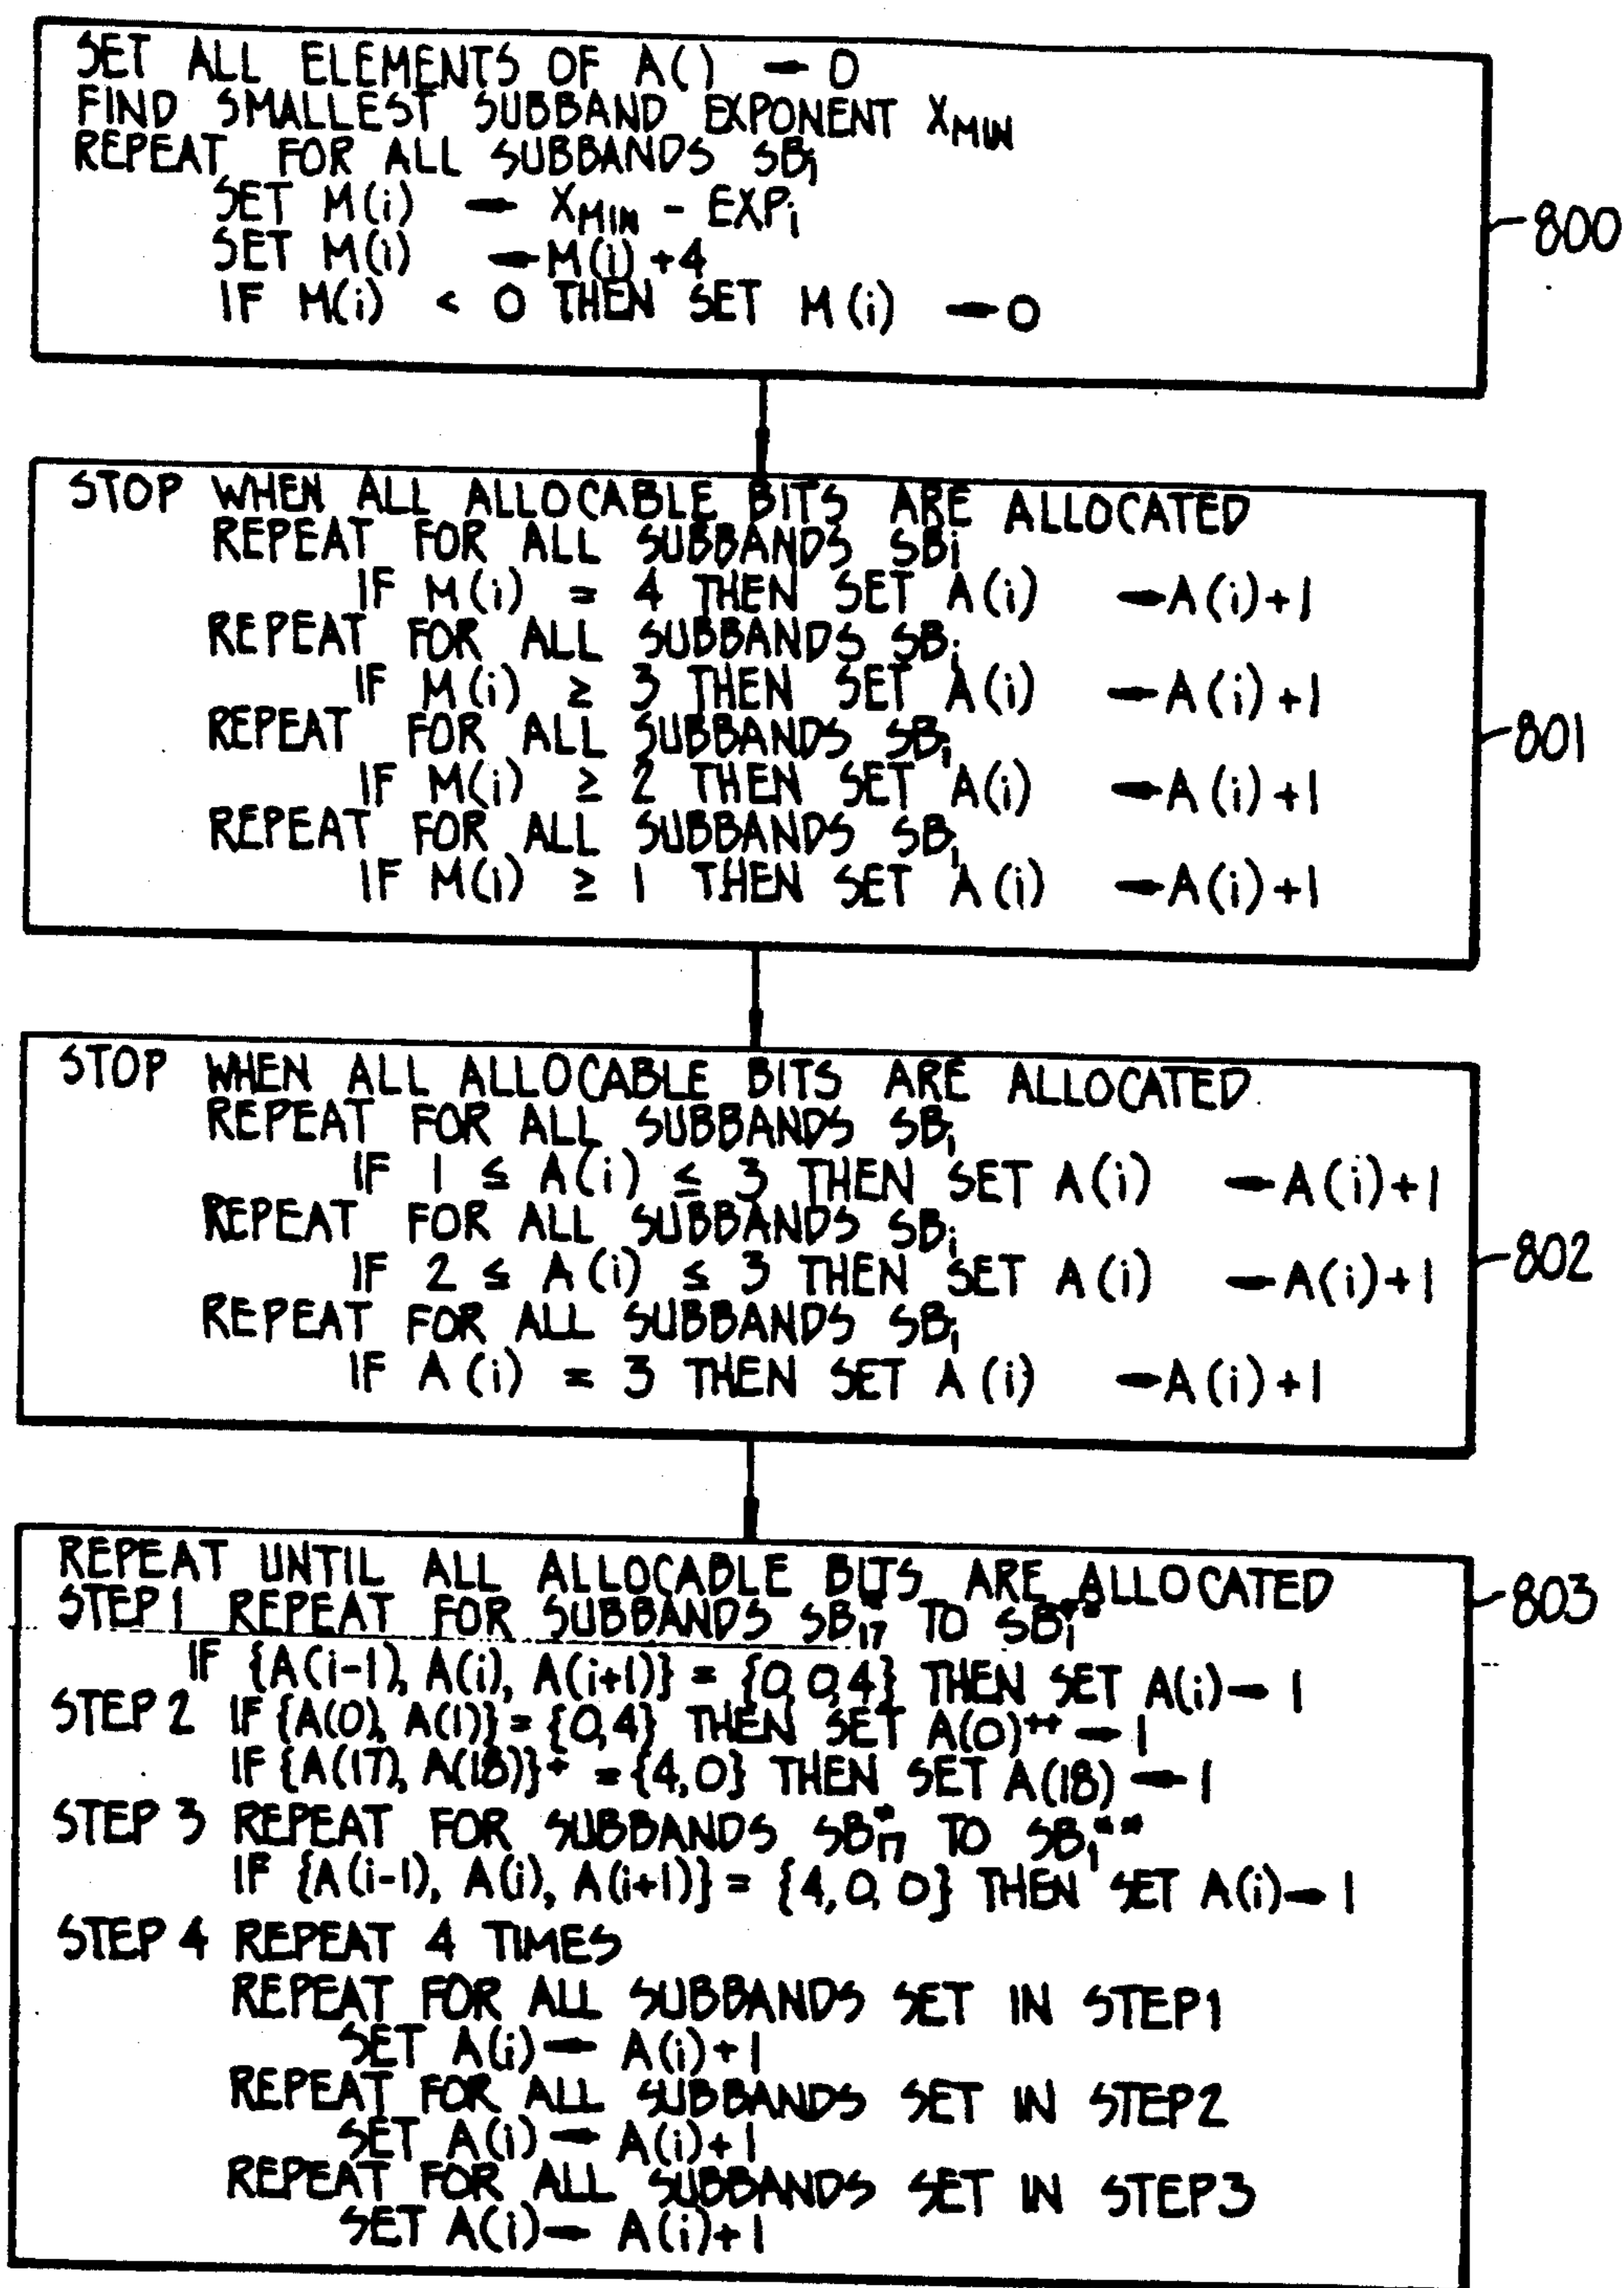 SET ALL ELEMENTS OF A() ← 0
FIND SMALLEST SUBBAND EXPONENT XMIN
REPEAT FOR ALL SUBBANDS SBi
SET M(i) ← XMIN - EXPi
SET M(i) ← M(i)+4
IF M(i) < 0 THEN SET M(i) ← 0
800
STOP WHEN ALL ALLOCABLE BITS ARE ALLOCATED
REPEAT FOR ALL SUBBANDS SBi
IF M(i) = 4 THEN SET A(i) ← A(i)+1
REPEAT FOR ALL SUBBANDS SBi
IF M(i) ≥ 3 THEN SET A(i) ← A(i)+1
REPEAT FOR ALL SUBBANDS SBi
801
IF M(i) ≥ 2 THEN SET A(i) ← A(i)+1
REPEAT FOR ALL SUBBANDS SBi
IF M(i) ≥ 1 THEN SET A(i) ← A(i)+1
STOP WHEN ALL ALLOCABLE BITS ARE ALLOCATED
REPEAT FOR ALL SUBBANDS SBi
IF 1 ≤ A(i) ≤ 3 THEN SET A(i) ← A(i)+1
REPEAT FOR ALL SUBBANDS SBi
802
IF 2 ≤ A(i) ≤ 3 THEN SET A(i) ← A(i)+1
REPEAT FOR ALL SUBBANDS SBi
IF A(i) = 3 THEN SET A(i) ← A(i)+1
REPEAT UNTIL ALL ALLOCABLE BITS ARE ALLOCATED
803
STEP 1 REPEAT FOR SUBBANDS SB17* TO SB1**
IF {A(i-1), A(i), A(i+1)} = {0,0,4} THEN SET A(i) ← 1
STEP 2 IF {A(0), A(1)} = {0,4} THEN SET A(0)++ ← 1
IF {A(17), A(18)}+ = {4,0} THEN SET A(18) ← 1
STEP 3 REPEAT FOR SUBBANDS SB17* TO SB1**
IF {A(i-1), A(i), A(i+1)} = {4,0,0} THEN SET A(i) ← 1
STEP 4 REPEAT 4 TIMES
REPEAT FOR ALL SUBBANDS SET IN STEP1
SET A(i) ← A(i)+1
REPEAT FOR ALL SUBBANDS SET IN STEP2
SET A(i) ← A(i)+1
REPEAT FOR ALL SUBBANDS SET IN STEP3
SET A(i) ← A(i)+1